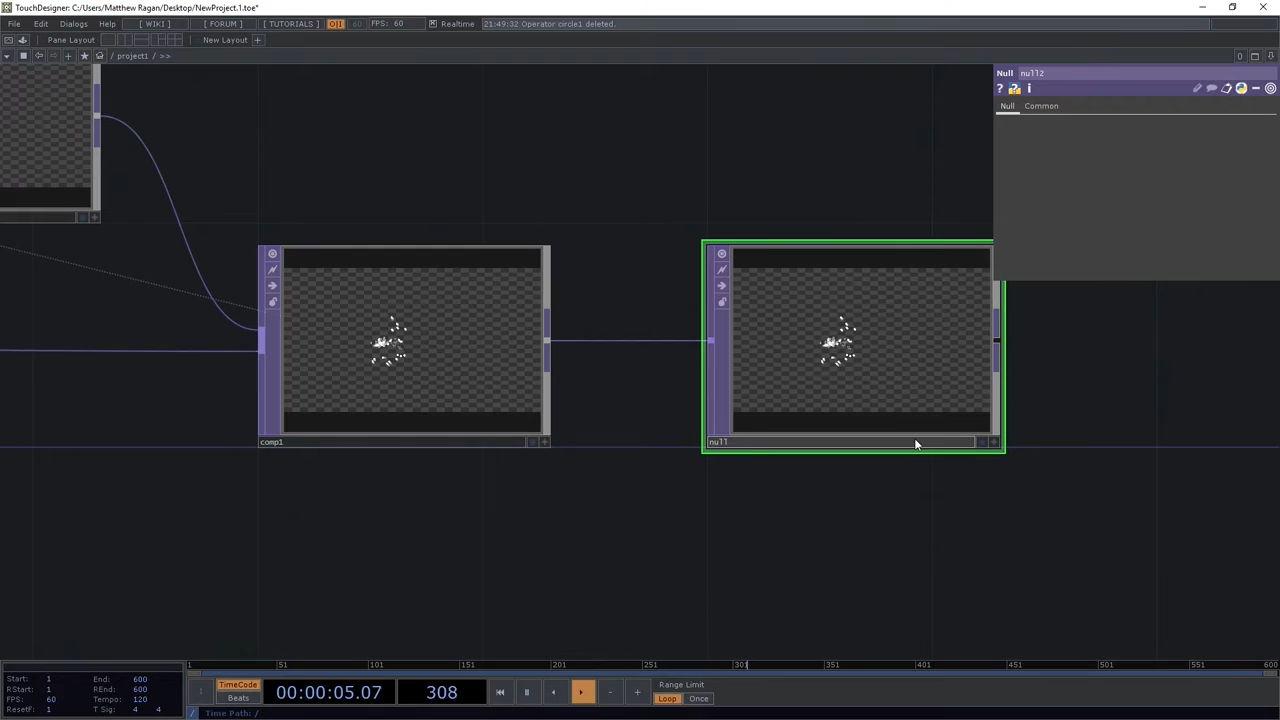 TouchDesigner: C:/Users/Matthew Ragan/Desktop/NewProject.1.toe*
File Edit Dialogs Help [ WIKI ] [ FORUM ] [ TUTORIALS ] O|I 60 FPS: 60 Realtime 21:49:32 Operator circle1 deleted.
Pane Layout New Layout +
/ project1 / >> 0
Null null2
? ? i
Null Common
comp1
null
1 51 101 151 201 251 301 351 401 451 501 551 600
Start: 1 End: 600
RStart: 1 REnd: 600
FPS: 60 Tempo: 120
ResetF: 1 T Sig: 4 4
TimeCode
Beats
00:00:05.07 308
Range Limit
Loop Once
/ Time Path: /